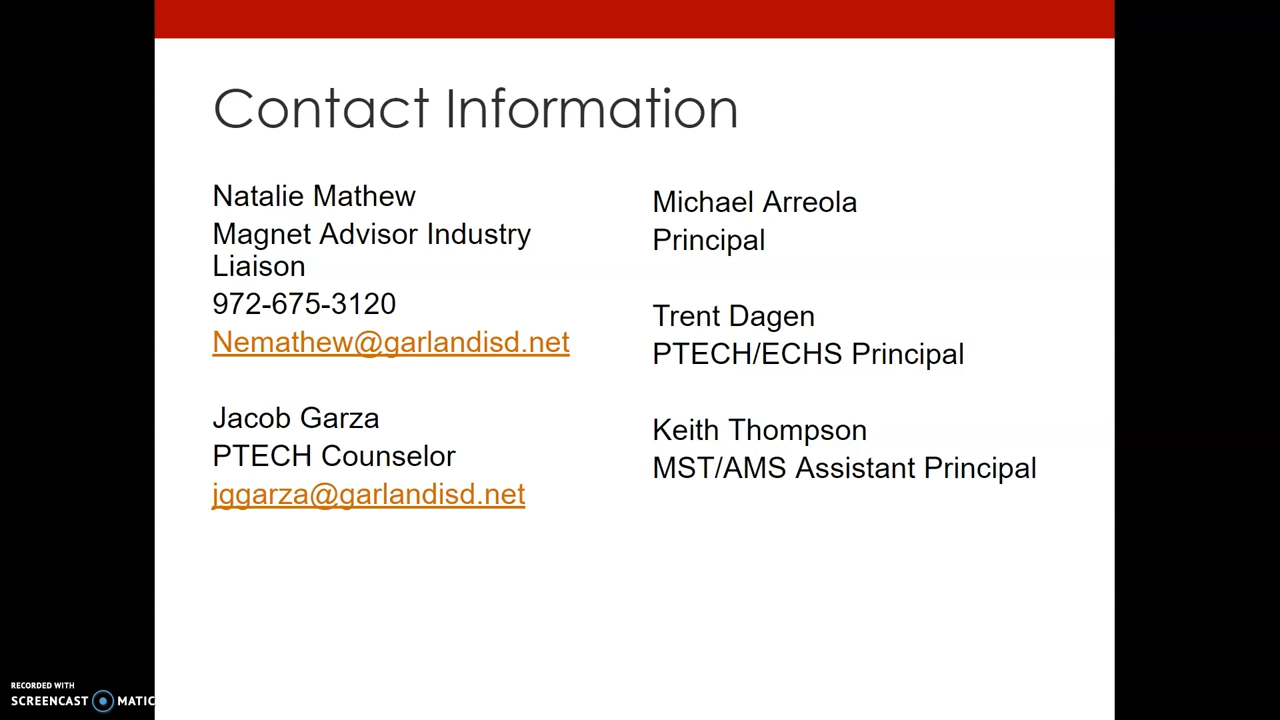 Contact Information
Natalie Mathew
Magnet Advisor Industry
Liaison
972-675-3120
Nemathew@garlandisd.net
Jacob Garza
PTECH Counselor
jggarza@garlandisd.net
Michael Arreola
Principal
Trent Dagen
PTECH/ECHS Principal
Keith Thompson
MST/AMS Assistant Principal
RECORDED WITH
SCREENCAST MATIC